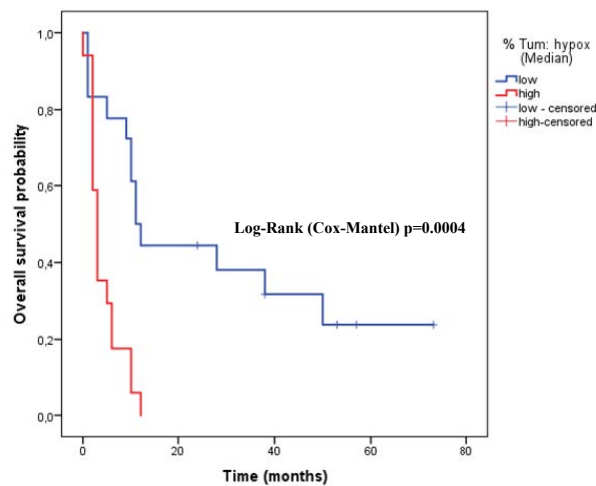 % Tum: hypox
(Median)
low
high
low - censored
high-censored
Log-Rank (Cox-Mantel) p=0.0004
Overall survival probability
1,0
0,8
0,6
0,4
0,2
0,0
0
20
40
60
80
Time (months)